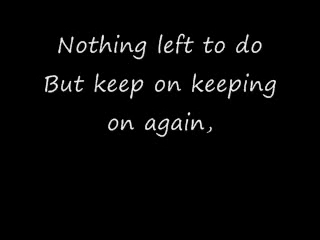 Nothing left to do
But keep on keeping
on again,